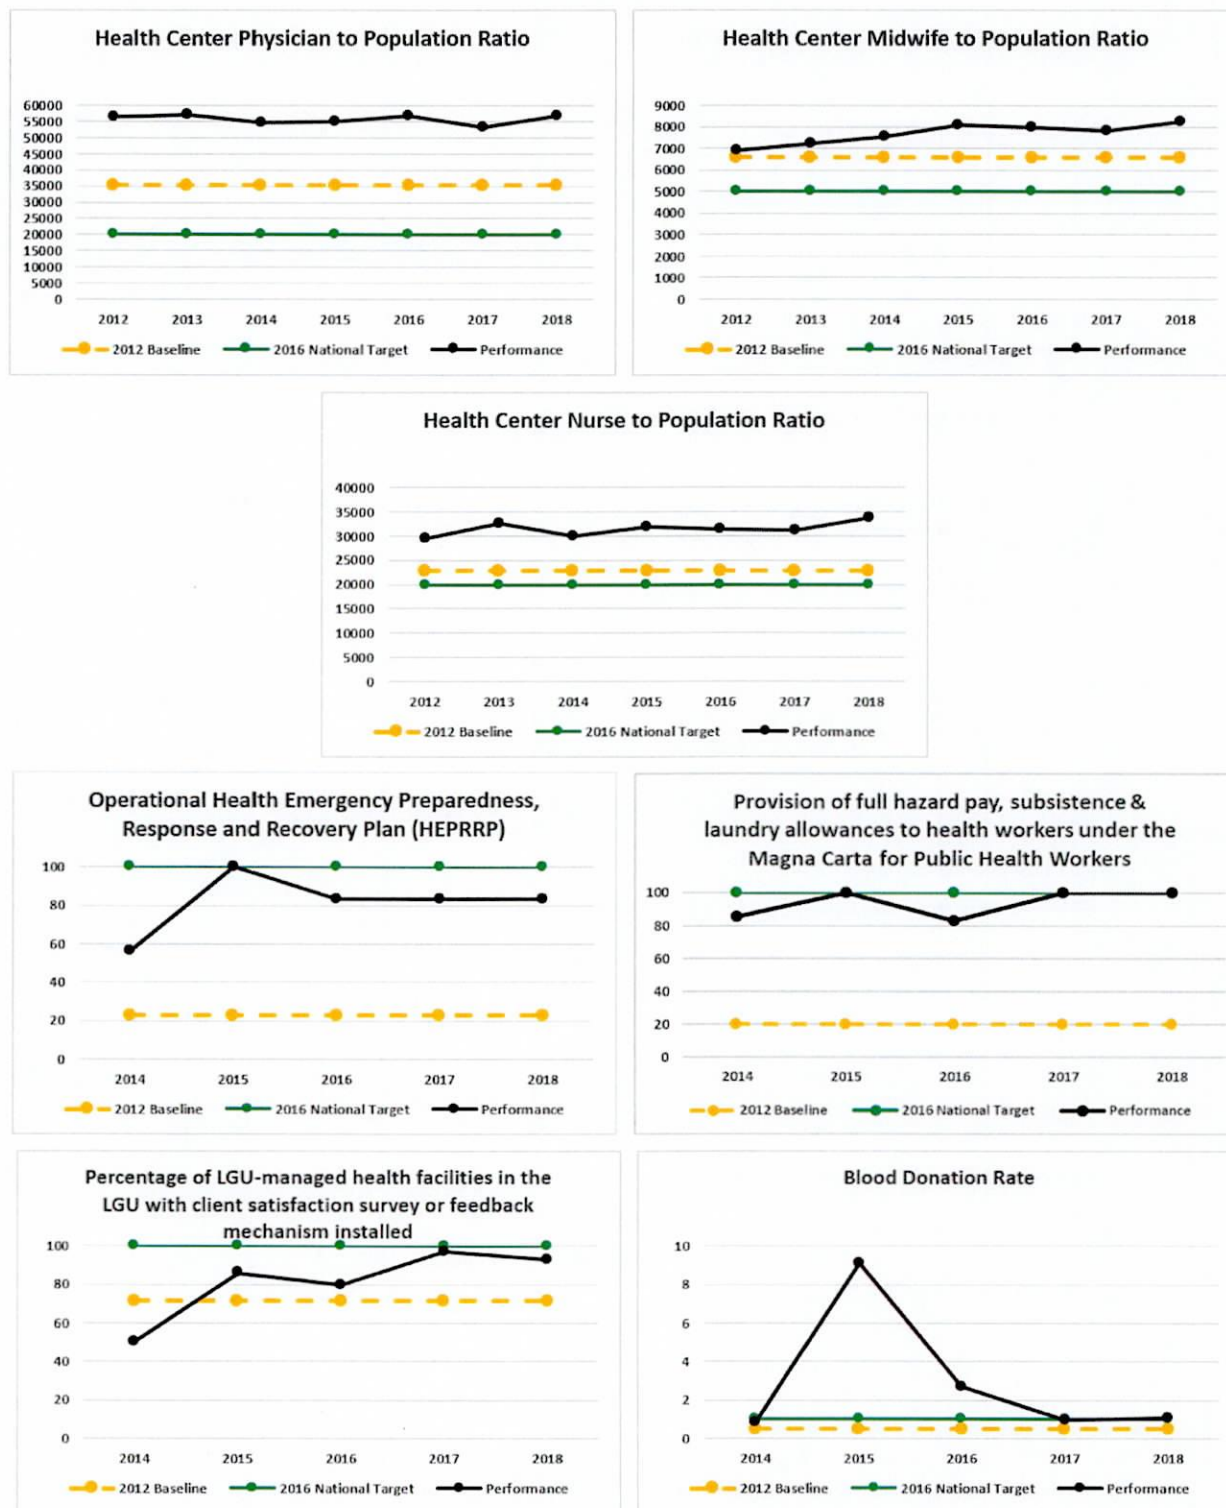 Health Center Physician to Population Ratio
60000
55000
50000
45000
40000
35000
30000
25000
20000
15000
10000
5000
0
2012 2013 2014 2015 2016 2017 2018
2012 Baseline 2016 National Target Performance
Health Center Midwife to Population Ratio
9000
8000
7000
6000
5000
4000
3000
2000
1000
0
2012 2013 2014 2015 2016 2017 2018
2012 Baseline 2016 National Target Performance
Health Center Nurse to Population Ratio
40000
35000
30000
25000
20000
15000
10000
5000
0
2012 2013 2014 2015 2016 2017 2018
2012 Baseline 2016 National Target Performance
Operational Health Emergency Preparedness,
Response and Recovery Plan (HEPRRP)
100
80
60
40
20
0
2014 2015 2016 2017 2018
2012 Baseline 2016 National Target Performance
Provision of full hazard pay, subsistence &
laundry allowances to health workers under the
Magna Carta for Public Health Workers
100
80
60
40
20
0
2014 2015 2016 2017 2018
2012 Baseline 2016 National Target Performance
Percentage of LGU-managed health facilities in the
LGU with client satisfaction survey or feedback
mechanism installed
100
80
60
40
20
0
2014 2015 2016 2017 2018
2012 Baseline 2016 National Target Performance
Blood Donation Rate
10
8
6
4
2
0
2014 2015 2016 2017 2018
2012 Baseline 2016 National Target Performance